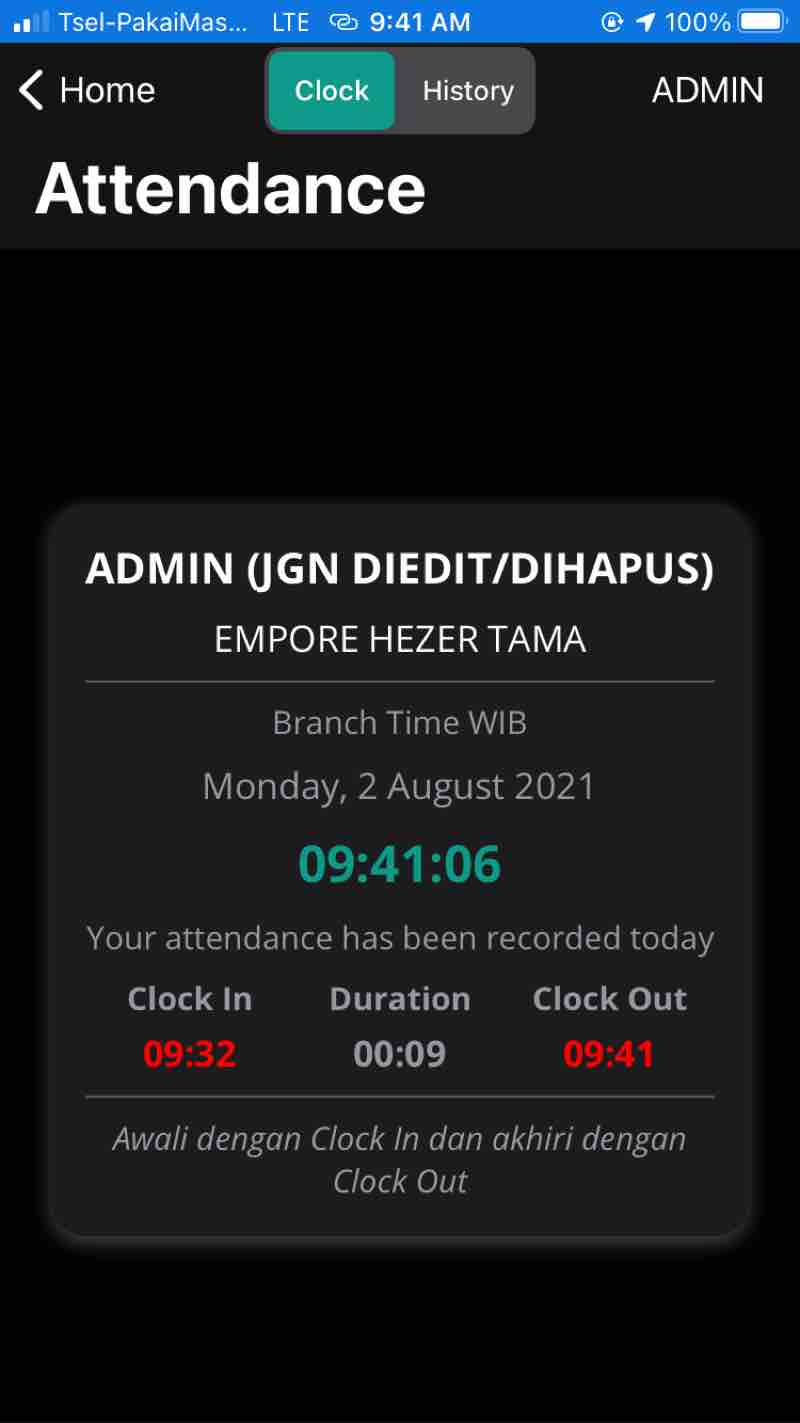 Tsel-PakaiMas... LTE 9:41 AM 100%
Home Clock History ADMIN
Attendance
ADMIN (JGN DIEDIT/DIHAPUS)
EMPORE HEZER TAMA
Branch Time WIB
Monday, 2 August 2021
09:41:06
Your attendance has been recorded today
Clock In Duration Clock Out
09:32 00:09 09:41
Awali dengan Clock In dan akhiri dengan
Clock Out